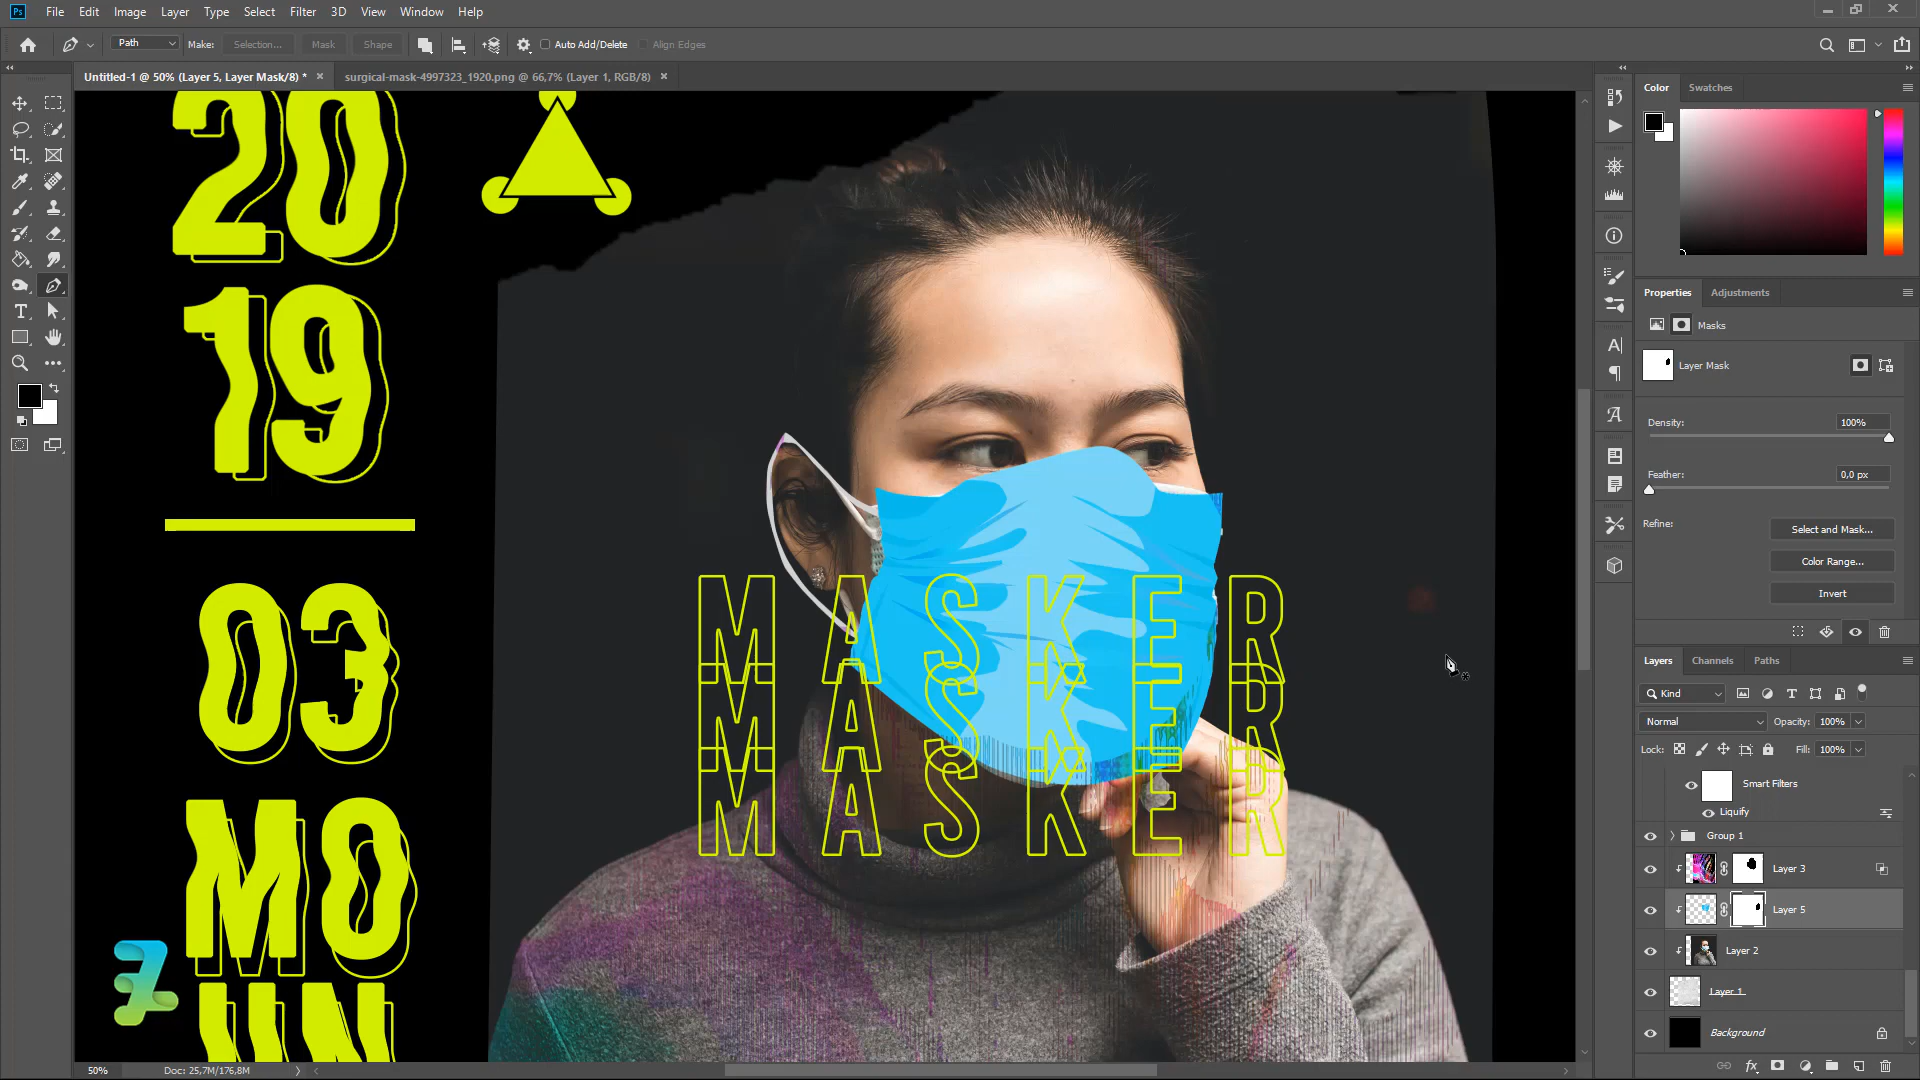 Ps File Edit Image Layer Type Select Filter 3D View Window Help
Path Make: Selection... Mask Shape Auto Add/Delete Align Edges
Untitled-1 @ 50% (Layer 5, Layer Mask/8) * × surgical-mask-4997323_1920.png @ 66,7% (Layer 1, RGB/8) ×
20
19
03
MO
UN
MASKER
MASKER
MASKER
50% Doc: 25,7M/176,8M
Color Swatches
Properties Adjustments
Masks
Layer Mask
Density: 100%
Feather: 0,0 px
Refine: Select and Mask...
Color Range...
Invert
Layers Channels Paths
Kind
Normal Opacity: 100%
Lock: Fill: 100%
Smart Filters
Liquify
Group 1
Layer 3
Layer 5
Layer 2
Layer 1
Background